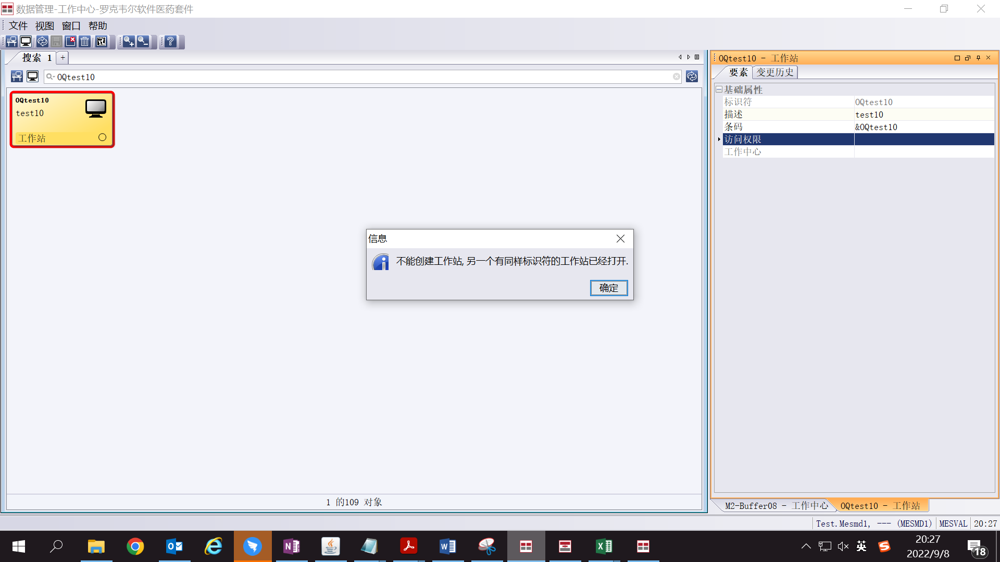 数据管理-工作中心-罗克韦尔软件医药套件
文件 视图 窗口 帮助
搜索 1 +
OQtest10
OQtest10
test10
工作站
1 的109 对象
信息
不能创建工作站, 另一个有同样标识符的工作站已经打开.
确定
OQtest10 - 工作站
要素 变更历史
基础属性
标识符 OQtest10
描述 test10
条码 &OQtest10
访问权限
工作中心
M2-Buffer08 - 工作中心 OQtest10 - 工作站
Test.Mesmd1, --- (MESMD1) MESVAL 20:27
英
20:27
2022/9/8
18